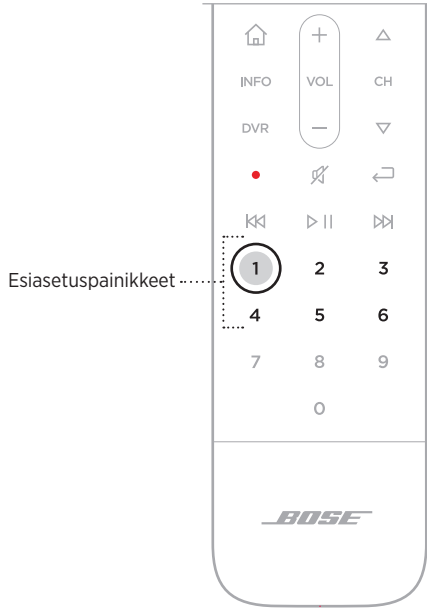 +
INFO VOL CH
DVR −
1 2 3
Esiasetuspainikkeet
4 5 6
7 8 9
0
BOSE